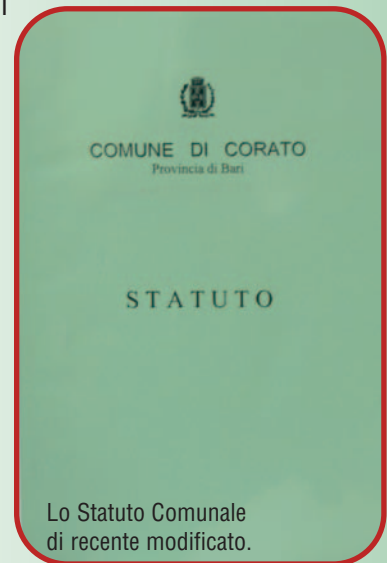 COMUNE DI CORATO
Provincia di Bari
STATUTO
Lo Statuto Comunale
di recente modificato.